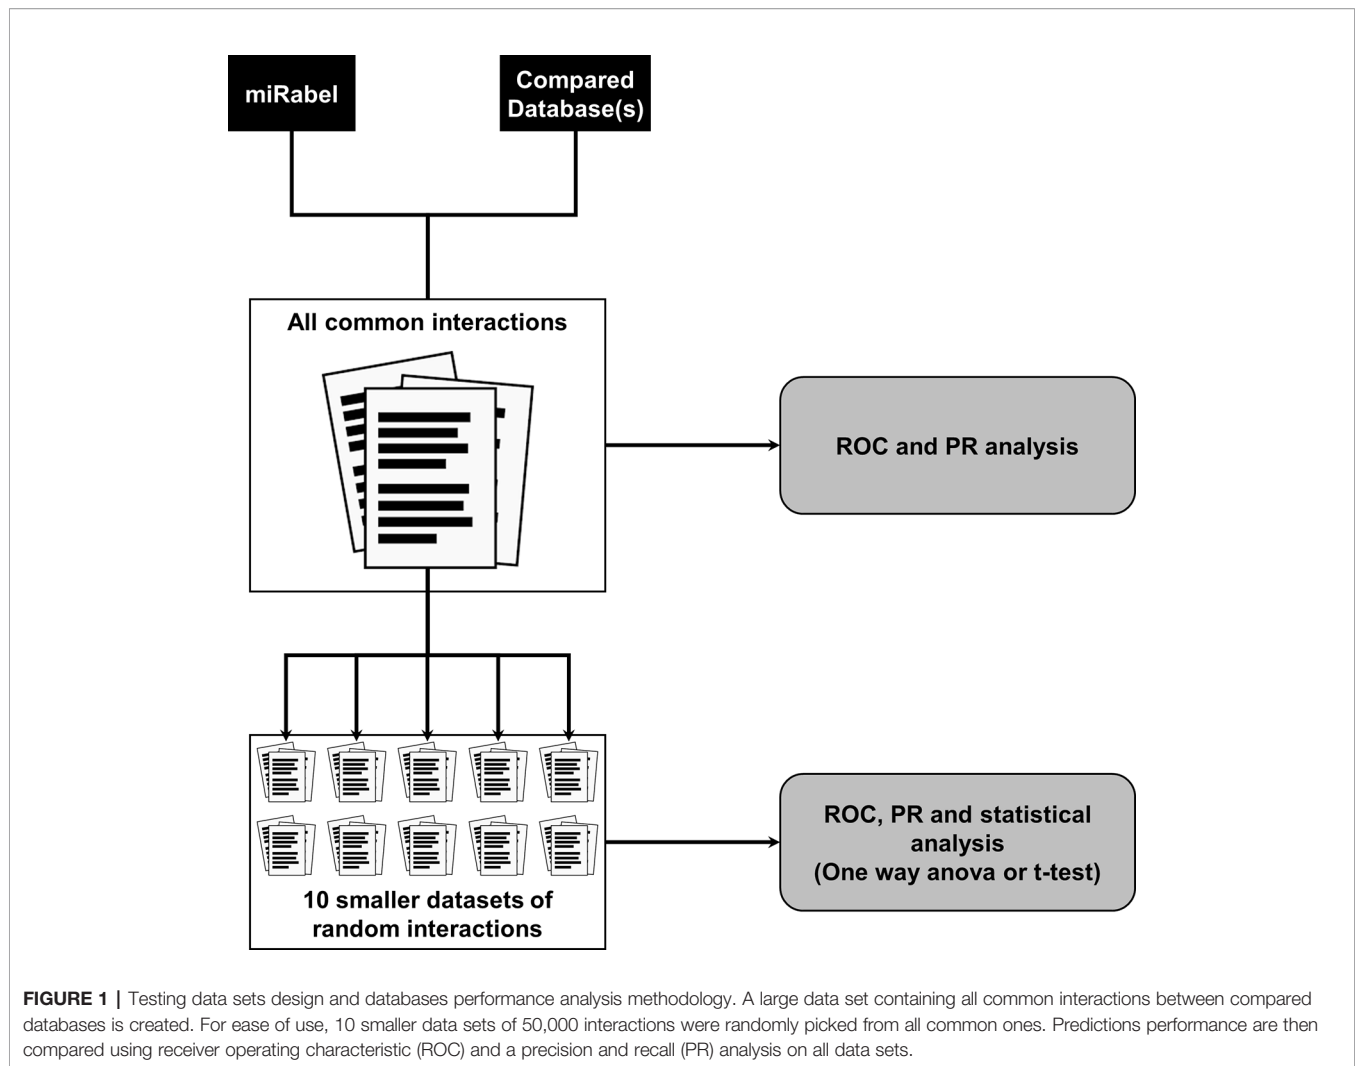 miRabel
Compared
Database(s)
All common interactions
ROC and PR analysis
ROC, PR and statistical
analysis
(One way anova or t-test)
10 smaller datasets of
random interactions
FIGURE 1 | Testing data sets design and databases performance analysis methodology. A large data set containing all common interactions between compared
databases is created. For ease of use, 10 smaller data sets of 50,000 interactions were randomly picked from all common ones. Predictions performance are then
compared using receiver operating characteristic (ROC) and a precision and recall (PR) analysis on all data sets.